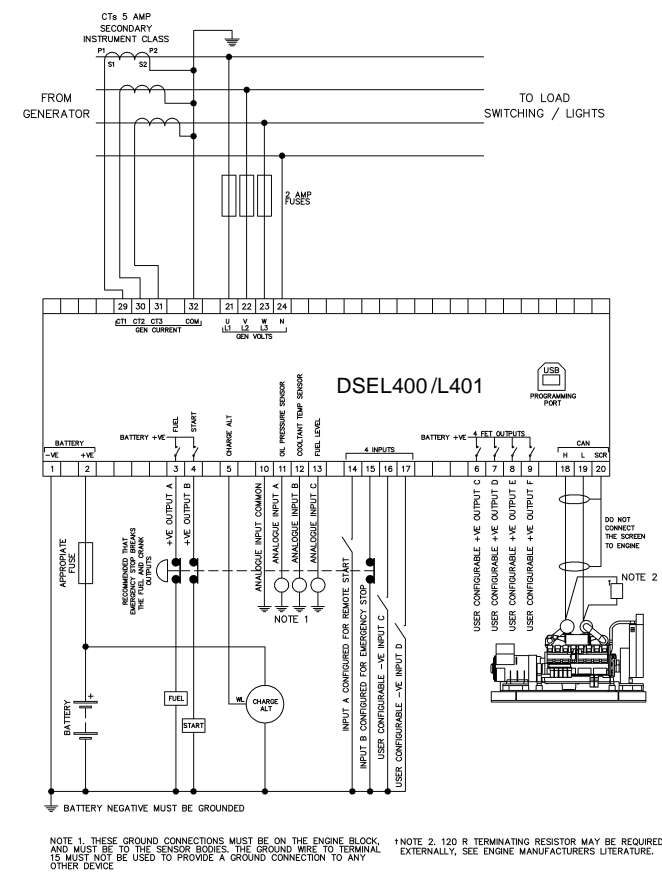 CTs 5 AMP
SECONDARY
INSTRUMENT CLASS
P1 P2
S1 S2
FROM
GENERATOR
TO LOAD
SWITCHING / LIGHTS
2 AMP
FUSES
29 30 31 32 21 22 23 24
CT1 CT2 CT3 COM U V W N
L1 L2 L3
GEN CURRENT GEN VOLTS
DSEL400/L401
USB
PROGRAMMING
PORT
BATTERY
-VE +VE
BATTERY +VE
FUEL
START
CHARGE ALT
OIL PRESSURE SENSOR
COOLTANT TEMP SENSOR
FUEL LEVEL
4 INPUTS
BATTERY +VE
4 FET OUTPUTS
CAN
H L SCR
1 2 3 4 5 10 11 12 13 14 15 16 17 6 7 8 9 18 19 20
APPROPIATE
FUSE
RECOMMENDED THAT
EMERGENCY STOP BREAKS
THE FUEL AND CRANK
OUTPUTS
+VE OUTPUT A
+VE OUTPUT B
ANALOGUE INPUT COMMON
ANALOGUE INPUT A
ANALOGUE INPUT B
ANALOGUE INPUT C
NOTE 1
INPUT A CONFIGURED FOR REMOTE START
INPUT B CONFIGURED FOR EMERGENCY STOP
USER CONFIGURABLE -VE INPUT C
USER CONFIGURABLE -VE INPUT D
USER CONFIGURABLE +VE OUTPUT C
USER CONFIGURABLE +VE OUTPUT D
USER CONFIGURABLE +VE OUTPUT E
USER CONFIGURABLE +VE OUTPUT F
DO NOT
CONNECT
THE SCREEN
TO ENGINE
NOTE 2
BATTERY
+
-
FUEL
START
WL
CHARGE
ALT
BATTERY NEGATIVE MUST BE GROUNDED
NOTE 1. THESE GROUND CONNECTIONS MUST BE ON THE ENGINE BLOCK,
AND MUST BE TO THE SENSOR BODIES. THE GROUND WIRE TO TERMINAL
15 MUST NOT BE USED TO PROVIDE A GROUND CONNECTION TO ANY
OTHER DEVICE
†NOTE 2. 120 R TERMINATING RESISTOR MAY BE REQUIRED
EXTERNALLY, SEE ENGINE MANUFACTURERS LITERATURE.